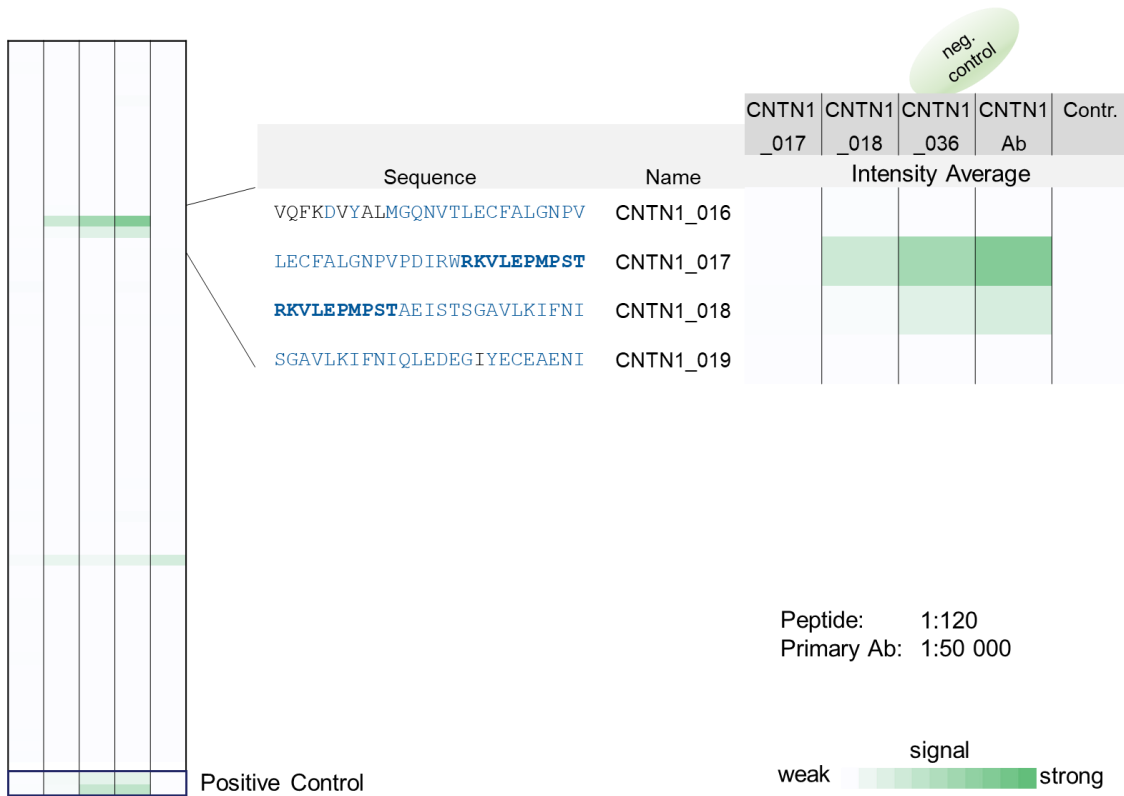 neg.
control
CNTN1 CNTN1 CNTN1 CNTN1 Contr.
_017 _018 _036 Ab
Sequence Name Intensity Average
VQFKDVYALMGQNVTLECFALGNPV CNTN1_016
LECFALGNPVPDIRWRKVLEPMPST CNTN1_017
RKVLEPMPSTAEISTSGAVLKIFNI CNTN1_018
SGAVLKIFNIQLEDEGIYECEAENI CNTN1_019
Peptide: 1:120
Primary Ab: 1:50 000
signal
weak strong
Positive Control